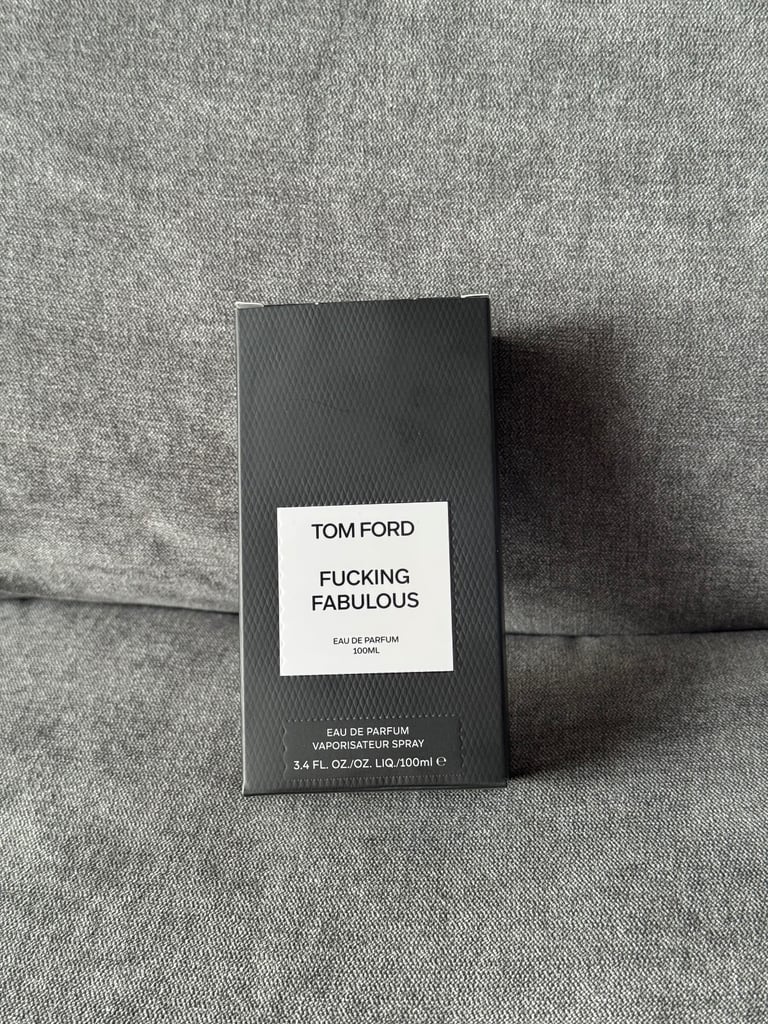 TOM FORD
FUCKING
FABULOUS
EAU DE PARFUM
100ML
EAU DE PARFUM
VAPORISATEUR SPRAY
3.4 FL. OZ./OZ. LIQ./100ml ℮